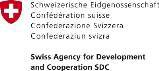 Schweizerische Eidgenossenschaft
Confédération suisse
Confederazione Svizzera
Confederaziun svizra
Swiss Agency for Development
and Cooperation SDC